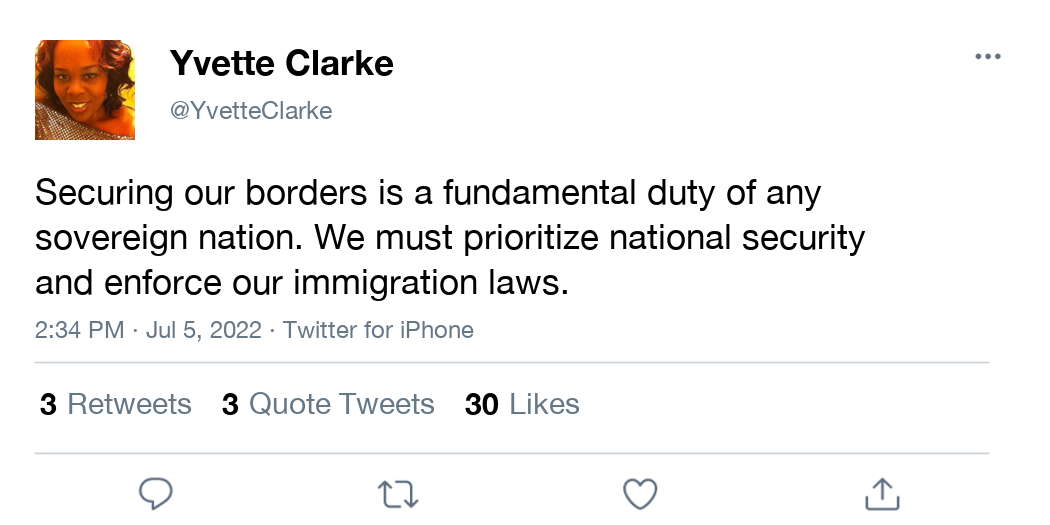 Yvette Clarke
@YvetteClarke
Securing our borders is a fundamental duty of any
sovereign nation. We must prioritize national security
and enforce our immigration laws.
2:34 PM · Jul 5, 2022 · Twitter for iPhone
3 Retweets 3 Quote Tweets 30 Likes